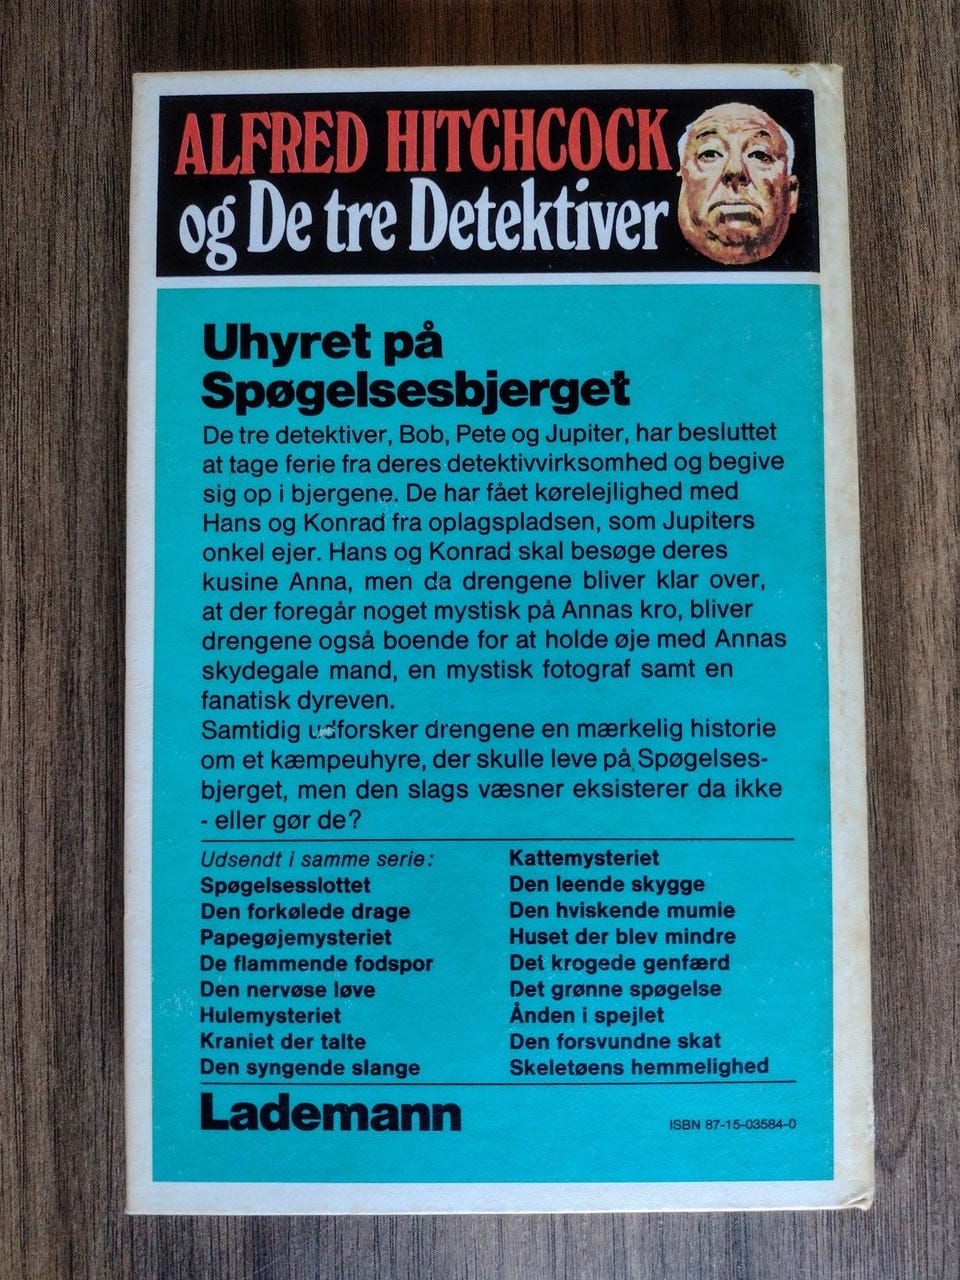 ALFRED HITCHCOCK
og De tre Detektiver
Uhyret på
Spøgelsesbjerget
De tre detektiver, Bob, Pete og Jupiter, har besluttet
at tage ferie fra deres detektivvirksomhed og begive
sig op i bjergene. De har fået kørelejlighed med
Hans og Konrad fra oplagspladsen, som Jupiters
onkel ejer. Hans og Konrad skal besøge deres
kusine Anna, men da drengene bliver klar over,
at der foregår noget mystisk på Annas kro, bliver
drengene også boende for at holde øje med Annas
skydegale mand, en mystisk fotograf samt en
fanatisk dyreven.
Samtidig udforsker drengene en mærkelig historie
om et kæmpeuhyre, der skulle leve på Spøgelses-
bjerget, men den slags væsner eksisterer da ikke
- eller gør de?
Udsendt i samme serie:
Spøgelsesslottet
Den forkølede drage
Papegøjemysteriet
De flammende fodspor
Den nervøse løve
Hulemysteriet
Kraniet der talte
Den syngende slange
Kattemysteriet
Den leende skygge
Den hviskende mumie
Huset der blev mindre
Det krogede genfærd
Det grønne spøgelse
Ånden i spejlet
Den forsvundne skat
Skeletøens hemmelighed
Lademann
ISBN 87-15-03584-0